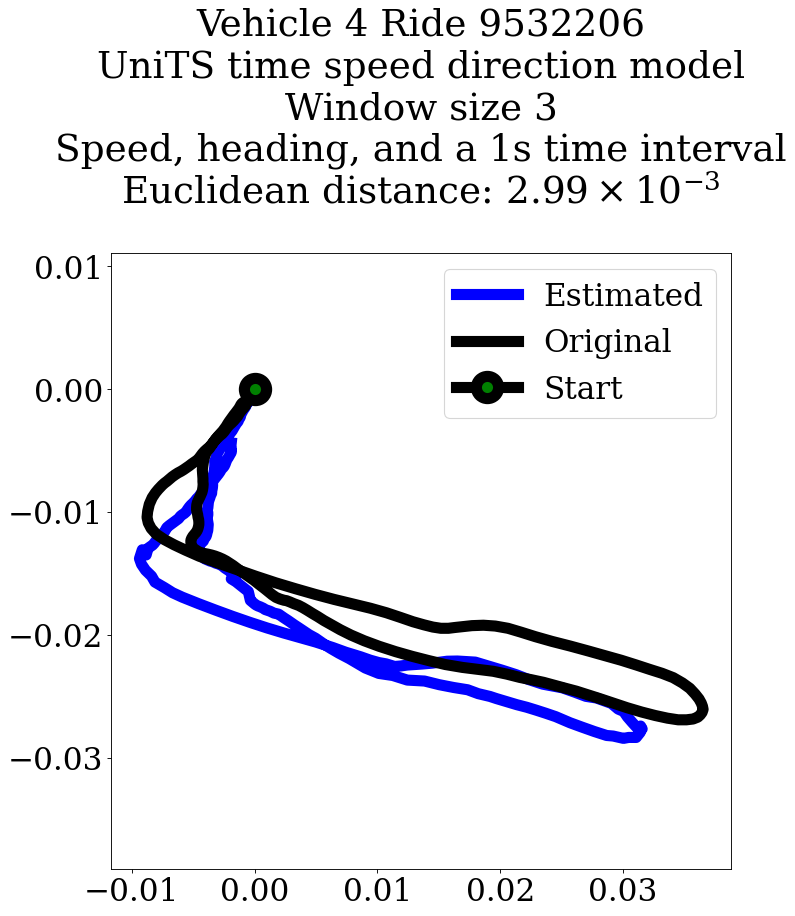 Vehicle 4 Ride 9532206
UniTS time speed direction model
Window size 3
Speed, heading, and a 1s time interval
Euclidean distance: 2.99 × 10⁻³
0.01
0.00
−0.01
−0.02
−0.03
Estimated
Original
Start
−0.01 0.00 0.01 0.02 0.03